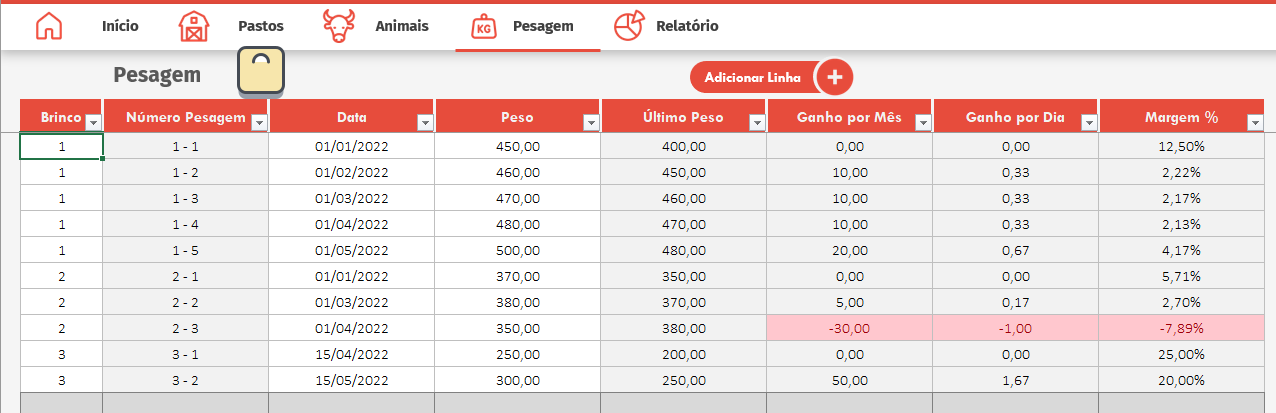 Início Pastos Animais KG Pesagem Relatório
Pesagem Adicionar Linha +
Brinco Número Pesagem Data Peso Último Peso Ganho por Mês Ganho por Dia Margem %
1 1 - 1 01/01/2022 450,00 400,00 0,00 0,00 12,50%
1 1 - 2 01/02/2022 460,00 450,00 10,00 0,33 2,22%
1 1 - 3 01/03/2022 470,00 460,00 10,00 0,33 2,17%
1 1 - 4 01/04/2022 480,00 470,00 10,00 0,33 2,13%
1 1 - 5 01/05/2022 500,00 480,00 20,00 0,67 4,17%
2 2 - 1 01/01/2022 370,00 350,00 0,00 0,00 5,71%
2 2 - 2 01/03/2022 380,00 370,00 5,00 0,17 2,70%
2 2 - 3 01/04/2022 350,00 380,00 -30,00 -1,00 -7,89%
3 3 - 1 15/04/2022 250,00 200,00 0,00 0,00 25,00%
3 3 - 2 15/05/2022 300,00 250,00 50,00 1,67 20,00%